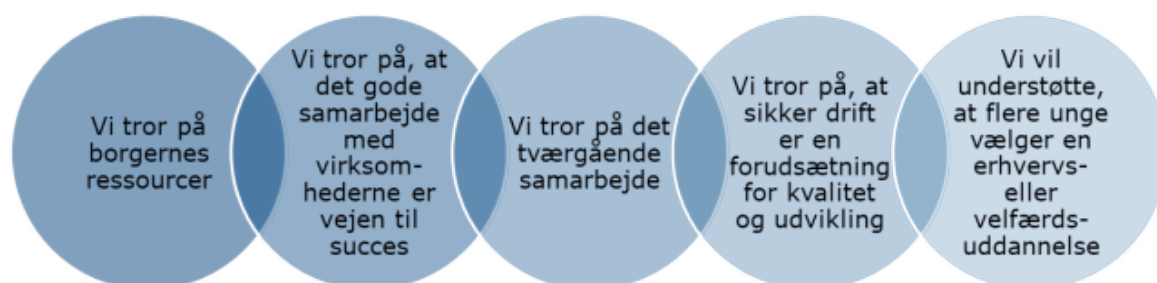 Vi tror på
borgernes
ressourcer
Vi tror på, at
det gode
samarbejde
med
virksom-
hederne er
vejen til
succes
Vi tror på det
tværgående
samarbejde
Vi tror på, at
sikker drift
er en
forudsætning
for kvalitet
og udvikling
Vi vil
understøtte,
at flere unge
vælger en
erhvervs-
eller
velfærds-
uddannelse